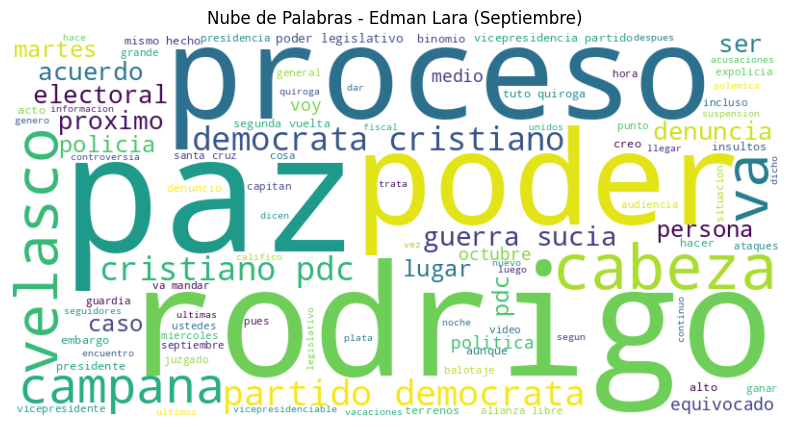 Nube de Palabras - Edman Lara (Septiembre)
hace
mismo hecho
presidencia
poder legislativo
binomio
vicepresidencia
partido
despues
ser
martes
grande
proceso
acusaciones
acuerdo
general
medio
hora
expolicia
polemica
electoral
quiroga
dar
tuto quiroga
incluso
acto
informacion
voy
suspension
genero
proximo
segunda vuelta
fiscal
unidos
punto
denuncia
policia
democrata cristiano
creo
llegar
insultos
controversia
santa cruz
cosa
va
dicho
velasco
paz
poder
denuncio
capitan
trata
audiencia
situacion
persona
dicen
guerra sucia
hacer
ataques
califico
vez
octubre
cristiano pdc
lugar
nuevo
luego
cabeza
va mandar
pdc
guardia
ultimas
rodrigo
seguidores
caso
ustedes
pues
noche
video
segun
continuo
embargo
miercoles
septiembre
plata
politica
encuentro
juzgado
legislativo
aunque
presidente
balotaje
campana
partido democrata
alto
ganar
equivocado
vicepresidente
ultimos
vicepresidenciable
vacaciones
terrenos
alianza libre